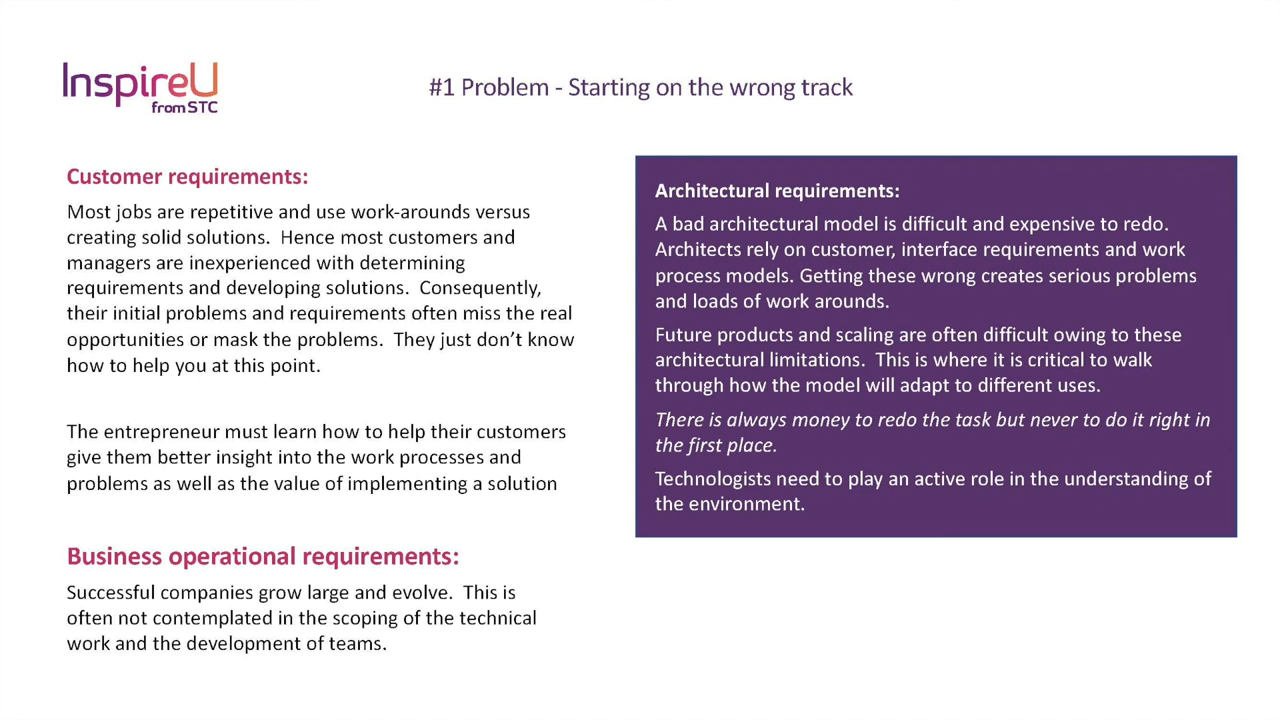 InspireU
from STC
#1 Problem - Starting on the wrong track
Customer requirements:
Most jobs are repetitive and use work-arounds versus
creating solid solutions.  Hence most customers and
managers are inexperienced with determining
requirements and developing solutions.  Consequently,
their initial problems and requirements often miss the real
opportunities or mask the problems.  They just don’t know
how to help you at this point.
The entrepreneur must learn how to help their customers
give them better insight into the work processes and
problems as well as the value of implementing a solution
Business operational requirements:
Successful companies grow large and evolve.  This is
often not contemplated in the scoping of the technical
work and the development of teams.
Architectural requirements:
A bad architectural model is difficult and expensive to redo.
Architects rely on customer, interface requirements and work
process models. Getting these wrong creates serious problems
and loads of work arounds.
Future products and scaling are often difficult owing to these
architectural limitations.  This is where it is critical to walk
through how the model will adapt to different uses.
There is always money to redo the task but never to do it right in
the first place.
Technologists need to play an active role in the understanding of
the environment.